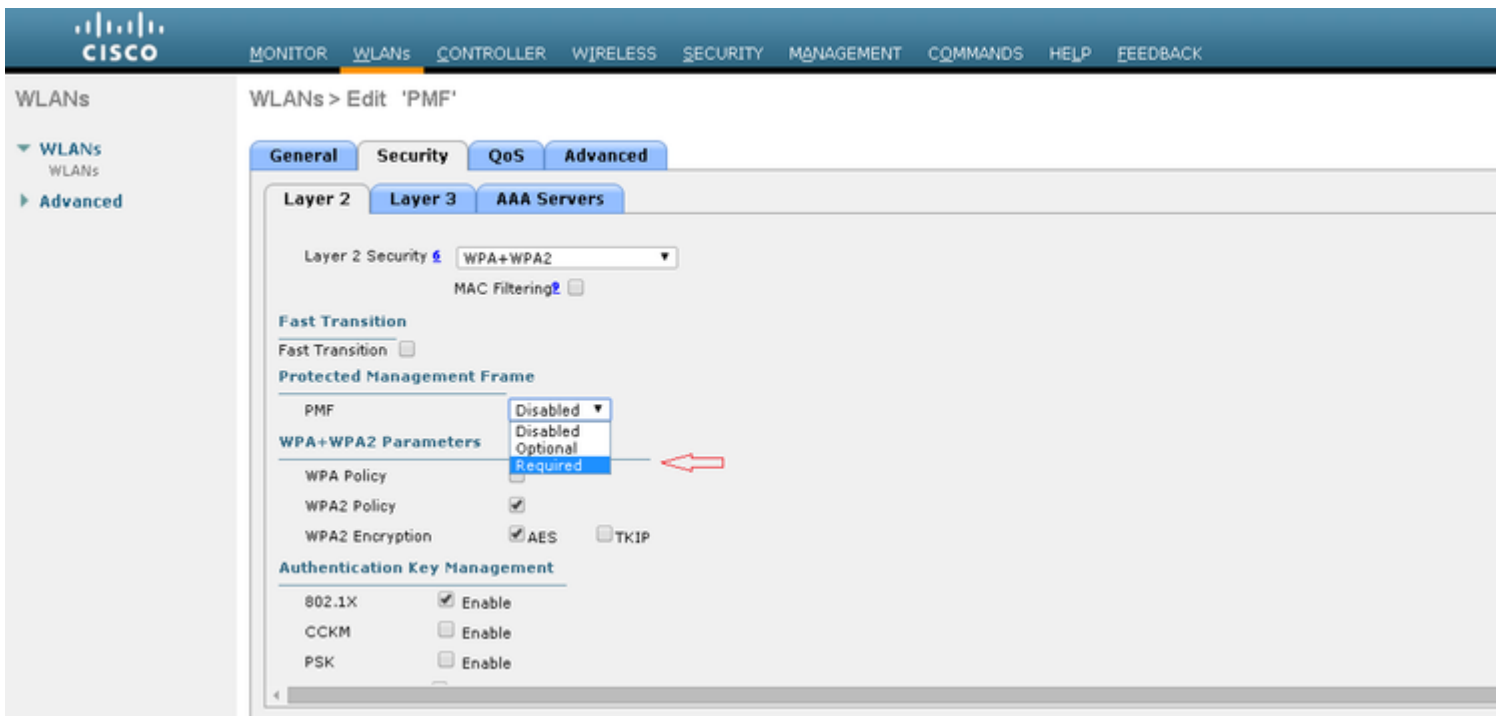 CISCO
MONITOR WLANs CONTROLLER WIRELESS SECURITY MANAGEMENT COMMANDS HELP FEEDBACK
WLANs
WLANs > Edit 'PMF'
WLANs
WLANs
Advanced
General Security QoS Advanced
Layer 2 Layer 3 AAA Servers
Layer 2 Security 6 WPA+WPA2
MAC Filtering 9
Fast Transition
Fast Transition
Protected Management Frame
PMF Disabled
Disabled
Optional
Required
WPA+WPA2 Parameters
WPA Policy
WPA2 Policy
WPA2 Encryption AES TKIP
Authentication Key Management
802.1X Enable
CCKM Enable
PSK Enable